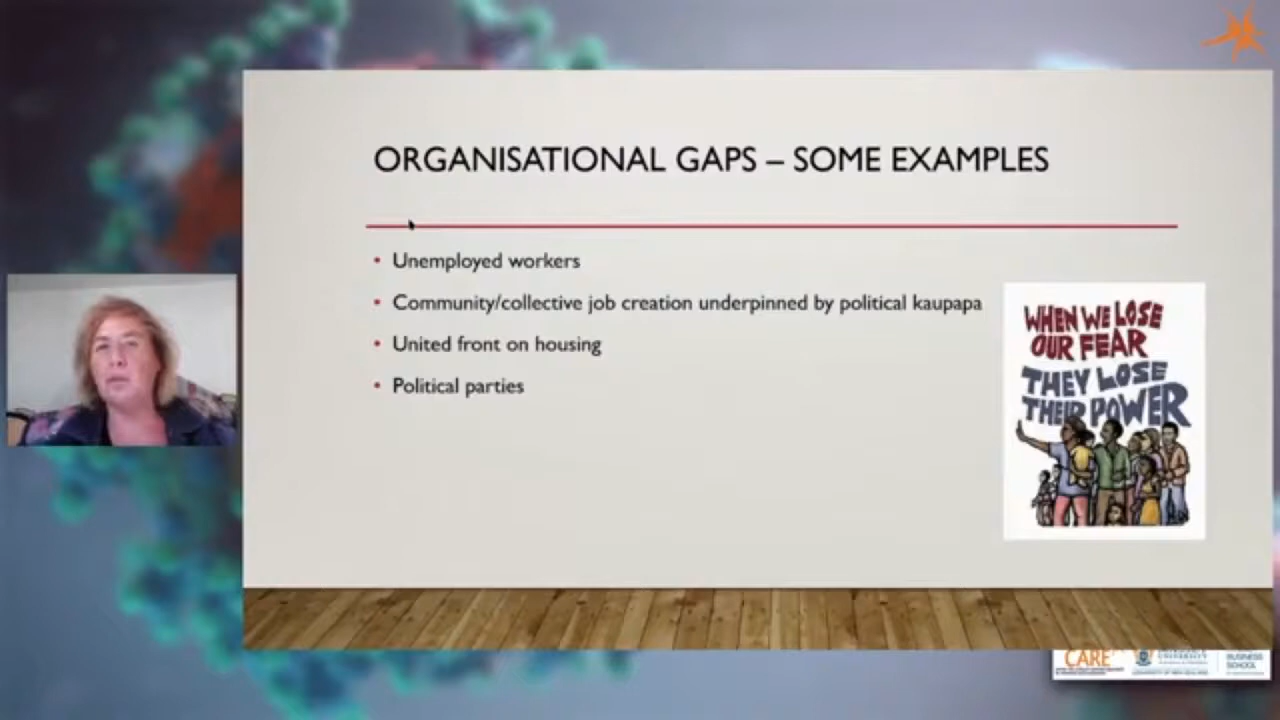 ORGANISATIONAL GAPS – SOME EXAMPLES
• Unemployed workers
• Community/collective job creation underpinned by political kaupapa
• United front on housing
• Political parties
WHEN WE LOSE
OUR FEAR
THEY LOSE
THEIR POWER
CARE
UNIVERSITY
BUSINESS
SCHOOL